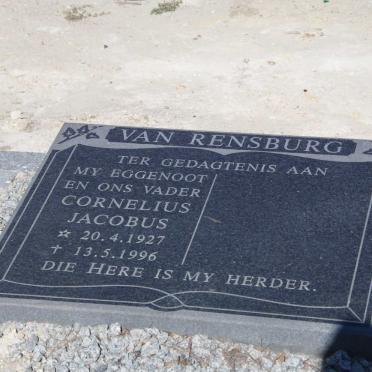 VAN RENSBURG
TER GEDAGTENIS AAN
MY EGGENOOT
EN ONS VADER
CORNELIUS
JACOBUS
☆ 20.4.1927
✝ 13.5.1996
DIE HERE IS MY HERDER.